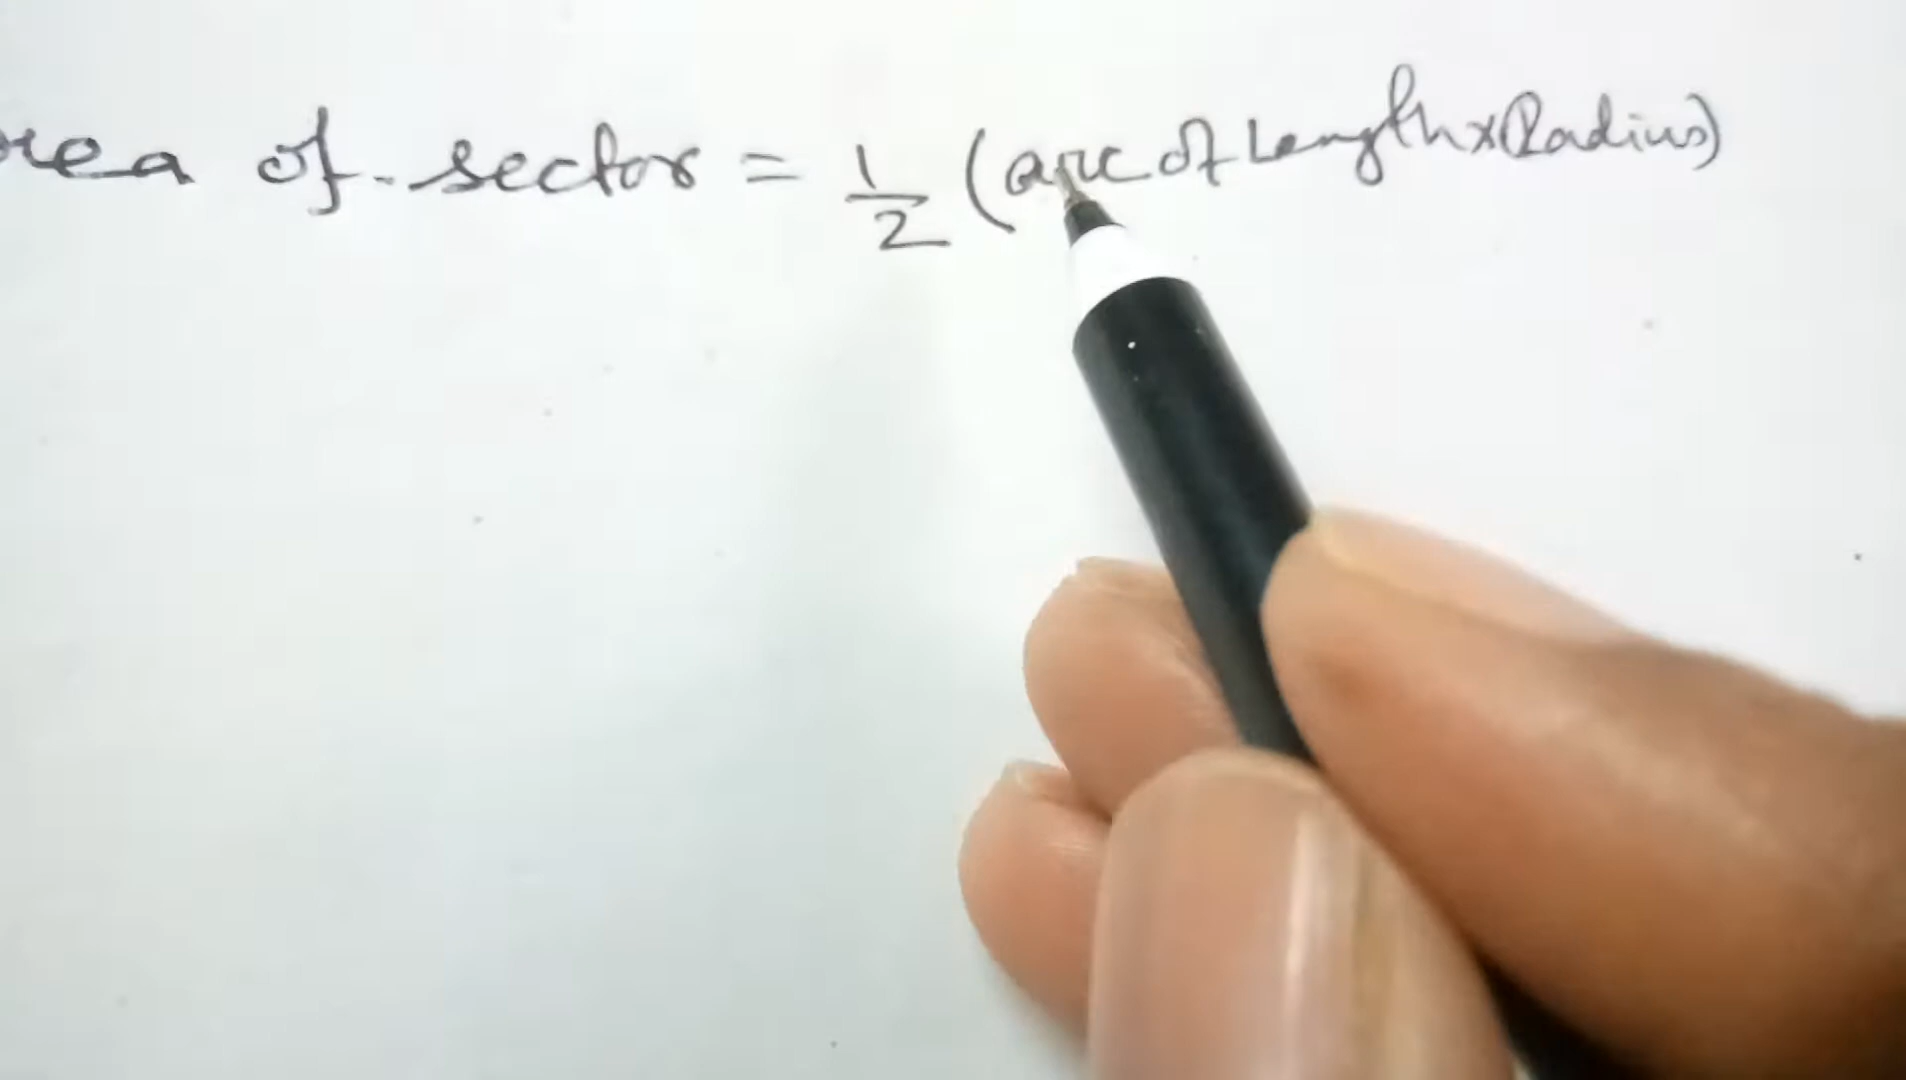 rea of sector = 1/2 (arc of Length x Radius)